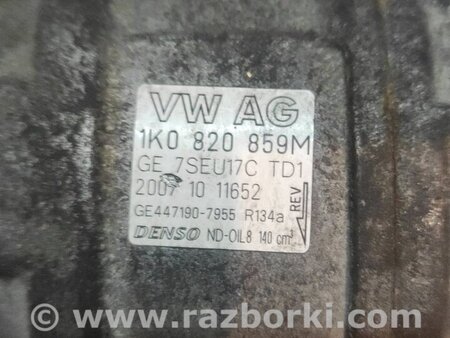 VW AG
1K0 820 859M
GE 7SEU17C TD1
2007 10 11652
GE447190-7955 R134a
REV
DENSO ND-OIL8 140 cm³
© www.razborki.com